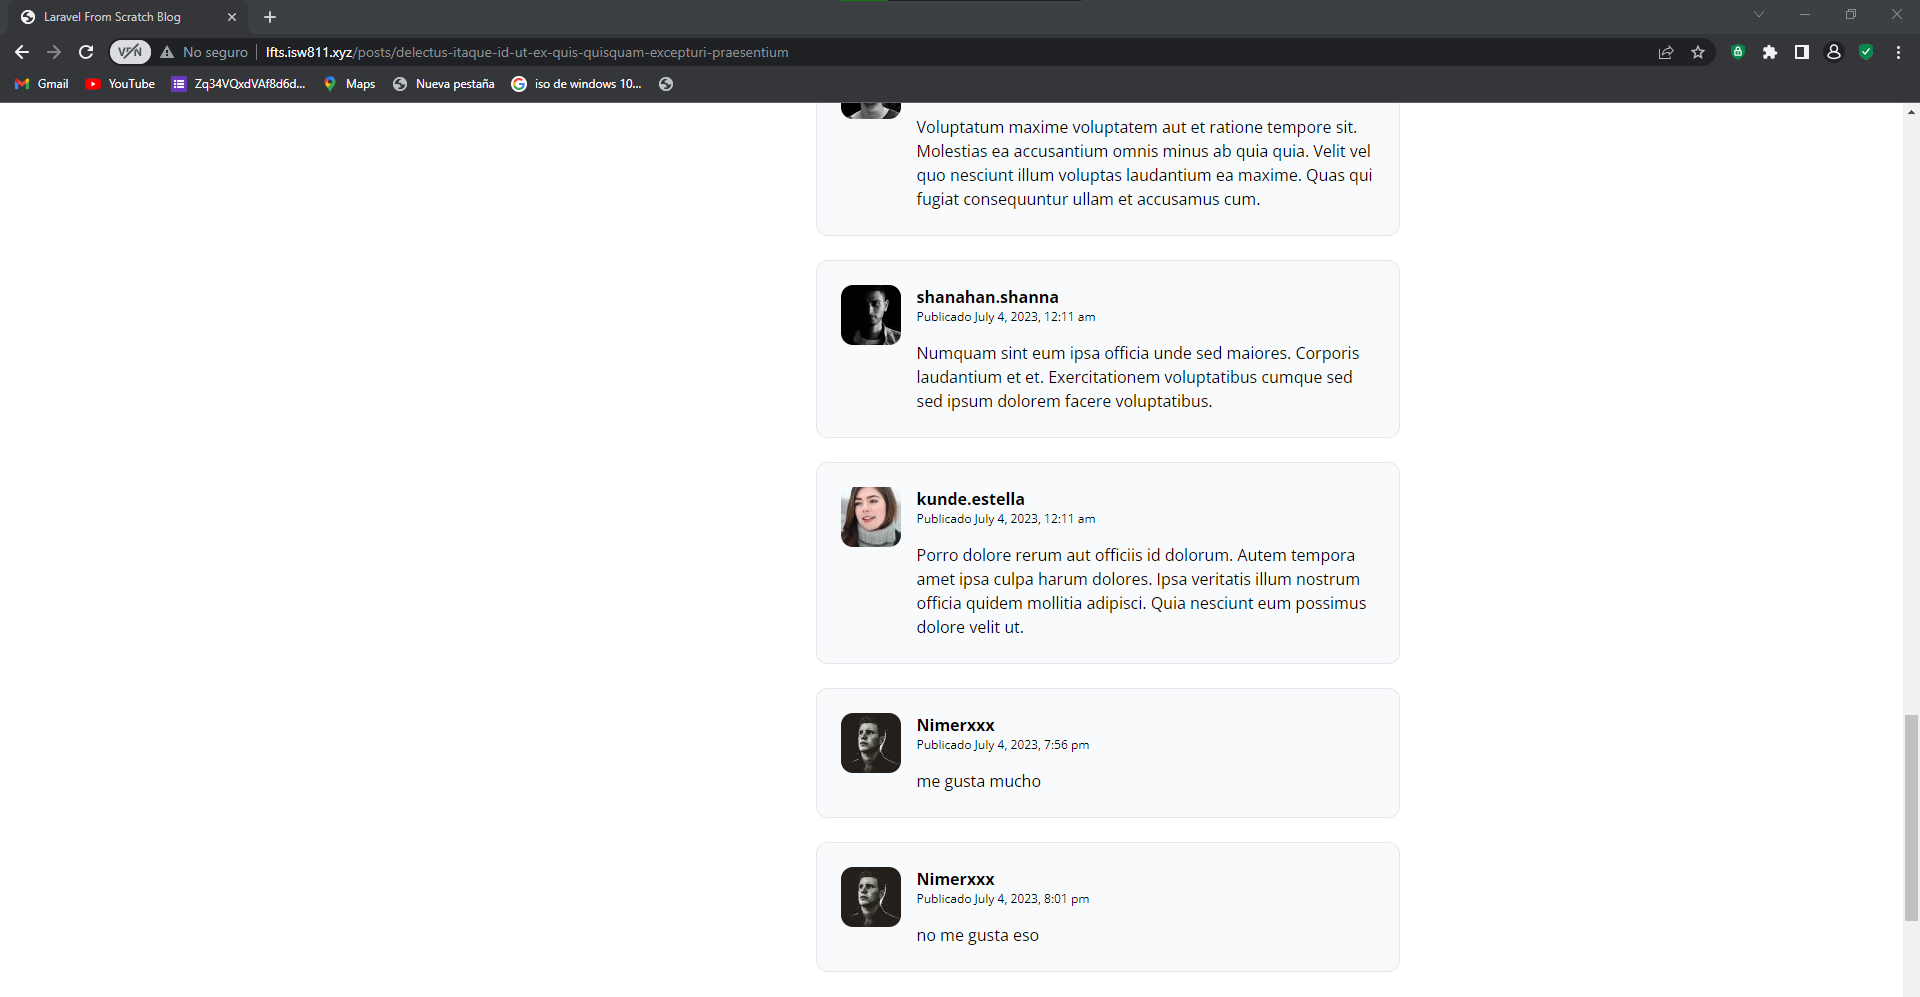 Laravel From Scratch Blog
VPN No seguro lfts.isw811.xyz/posts/delectus-itaque-id-ut-ex-quis-quisquam-excepturi-praesentium
Gmail YouTube Zq34VQxdVAf8d6d... Maps Nueva pestaña iso de windows 10...
Voluptatum maxime voluptatem aut et ratione tempore sit.
Molestias ea accusantium omnis minus ab quia quia. Velit vel
quo nesciunt illum voluptas laudantium ea maxime. Quas qui
fugiat consequuntur ullam et accusamus cum.
shanahan.shanna
Publicado July 4, 2023, 12:11 am
Numquam sint eum ipsa officia unde sed maiores. Corporis
laudantium et et. Exercitationem voluptatibus cumque sed
sed ipsum dolorem facere voluptatibus.
kunde.estella
Publicado July 4, 2023, 12:11 am
Porro dolore rerum aut officiis id dolorum. Autem tempora
amet ipsa culpa harum dolores. Ipsa veritatis illum nostrum
officia quidem mollitia adipisci. Quia nesciunt eum possimus
dolore velit ut.
Nimerxxx
Publicado July 4, 2023, 7:56 pm
me gusta mucho
Nimerxxx
Publicado July 4, 2023, 8:01 pm
no me gusta eso